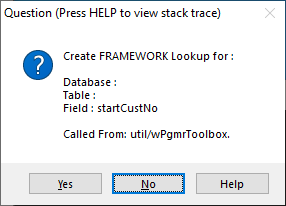 Question (Press HELP to view stack trace)
Create FRAMEWORK Lookup for :
Database :
Table :
Field : startCustNo
Called From: util/wPgmrToolbox.
Yes
No
Help